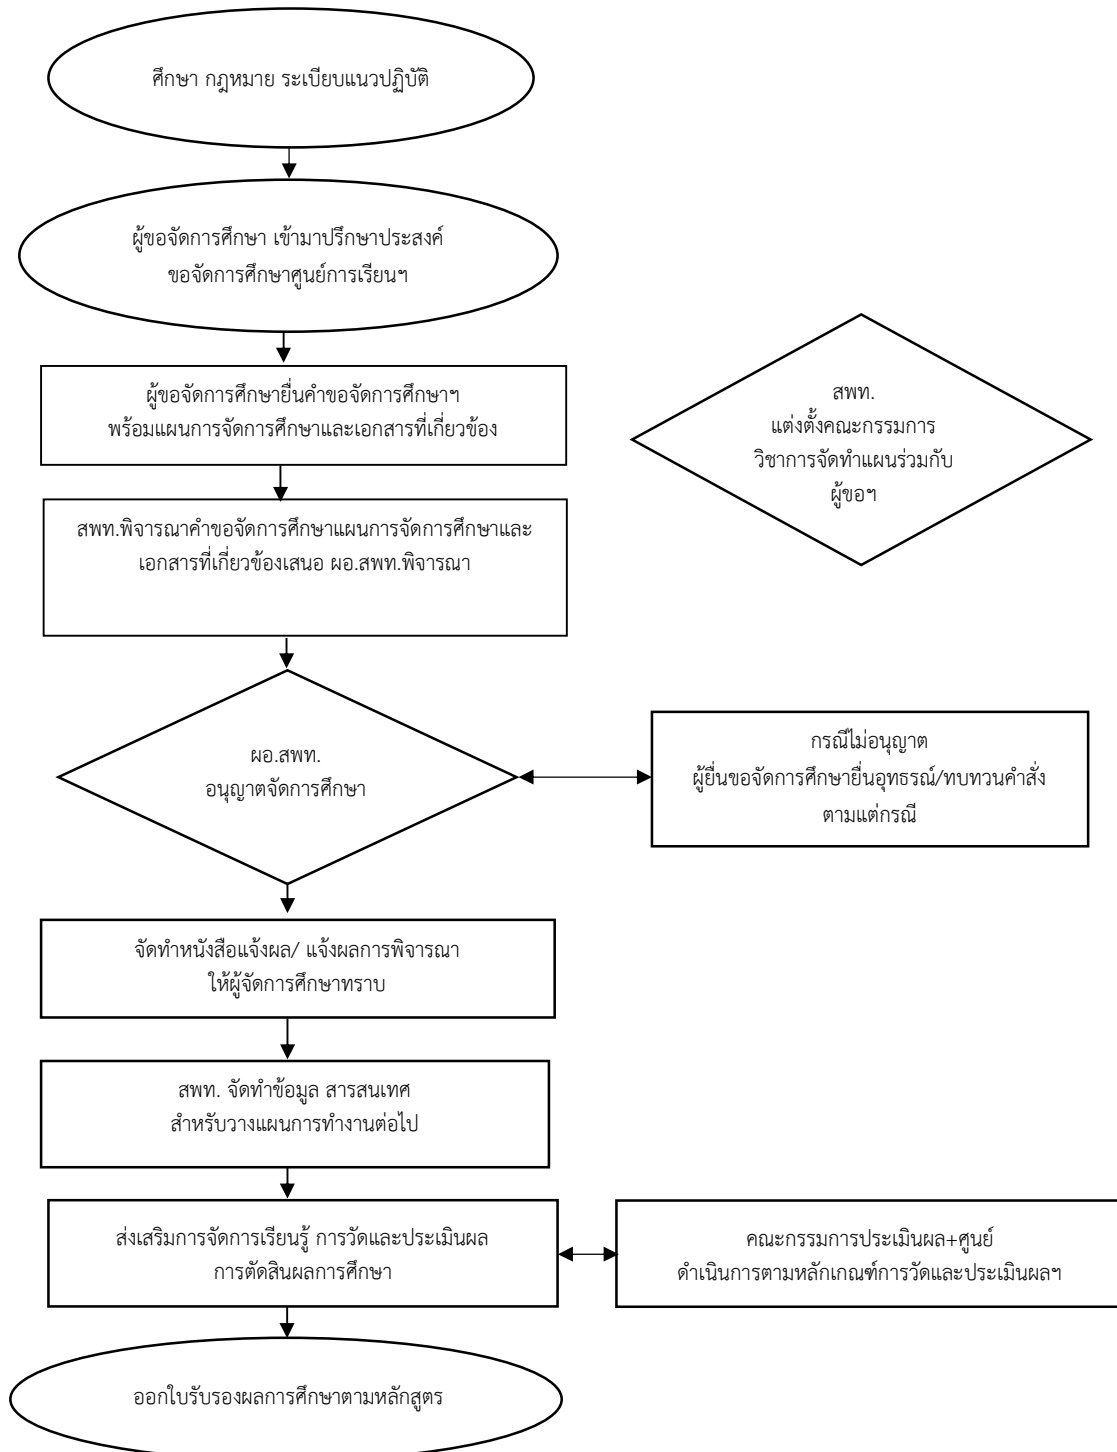 ศึกษา กฎหมาย ระเบียบแนวปฏิบัติ
ผู้ขอจัดการศึกษา เข้ามาปรึกษาประสงค์
ขอจัดการศึกษาศูนย์การเรียนฯ
ผู้ขอจัดการศึกษายื่นคำขอจัดการศึกษาฯ
พร้อมแผนการจัดการศึกษาและเอกสารที่เกี่ยวข้อง
สพท.
แต่งตั้งคณะกรรมการ
วิชาการจัดทำแผนร่วมกับ
ผู้ขอฯ
สพท.พิจารณาคำขอจัดการศึกษาแผนการจัดการศึกษาและ
เอกสารที่เกี่ยวข้องเสนอ ผอ.สพท.พิจารณา
ผอ.สพท.
อนุญาตจัดการศึกษา
กรณีไม่อนุญาต
ผู้ยื่นขอจัดการศึกษายื่นอุทธรณ์/ทบทวนคำสั่ง
ตามแต่กรณี
จัดทำหนังสือแจ้งผล/ แจ้งผลการพิจารณา
ให้ผู้จัดการศึกษาทราบ
สพท. จัดทำข้อมูล สารสนเทศ
สำหรับวางแผนการทำงานต่อไป
ส่งเสริมการจัดการเรียนรู้ การวัดและประเมินผล
การตัดสินผลการศึกษา
คณะกรรมการประเมินผล+ศูนย์
ดำเนินการตามหลักเกณฑ์การวัดและประเมินผลฯ
ออกใบรับรองผลการศึกษาตามหลักสูตร